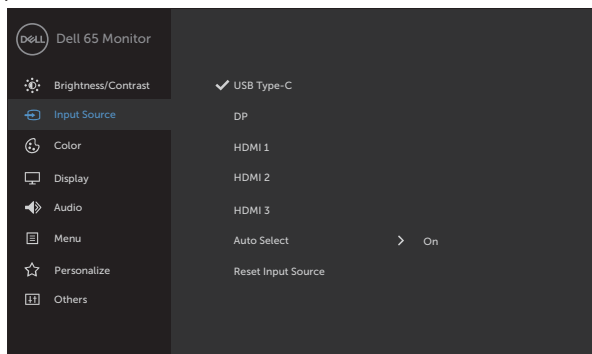 DELL
Dell 65 Monitor
Brightness/Contrast
Input Source
Color
Display
Audio
Menu
Personalize
Others
USB Type-C
DP
HDMI 1
HDMI 2
HDMI 3
Auto Select On
Reset Input Source